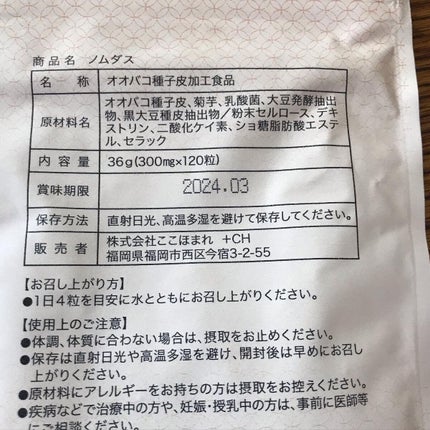 商品名 ノムダス
名 称 オオバコ種子皮加工食品
原材料名 オオバコ種子皮、菊芋、乳酸菌、大豆発酵抽出
物、黒大豆種皮抽出物/粉末セルロース、デキ
ストリン、二酸化ケイ素、ショ糖脂肪酸エステ
ル、セラック
内 容 量 36g(300mg×120粒)
賞味期限 2024.03
保存方法 直射日光、高温多湿を避けて保存してください。
販 売 者 株式会社ここほまれ +CH
福岡県福岡市西区今宿3-2-55
【お召し上がり方】
●1日4粒を目安に水とともにお召し上がりください。
【使用上のご注意】
●体調、体質に合わない場合は、摂取をお止めください。
●保存は直射日光や高温多湿を避け、開封後は早めにお召し
上がりください。
●原材料にアレルギーをお持ちの方は摂取をお控えください。
●疾病などで治療中の方や、妊娠・授乳中の方は、事前に医師等
にご相談ください。